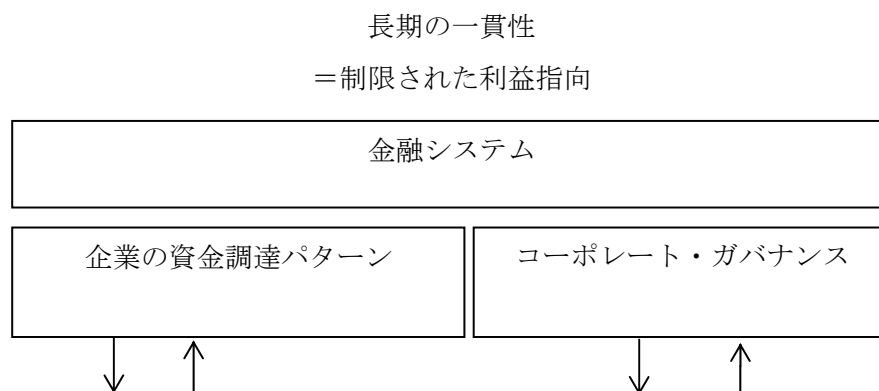 長期の一貫性
＝制限された利益指向
金融システム
企業の資金調達パターン
コーポレート・ガバナンス